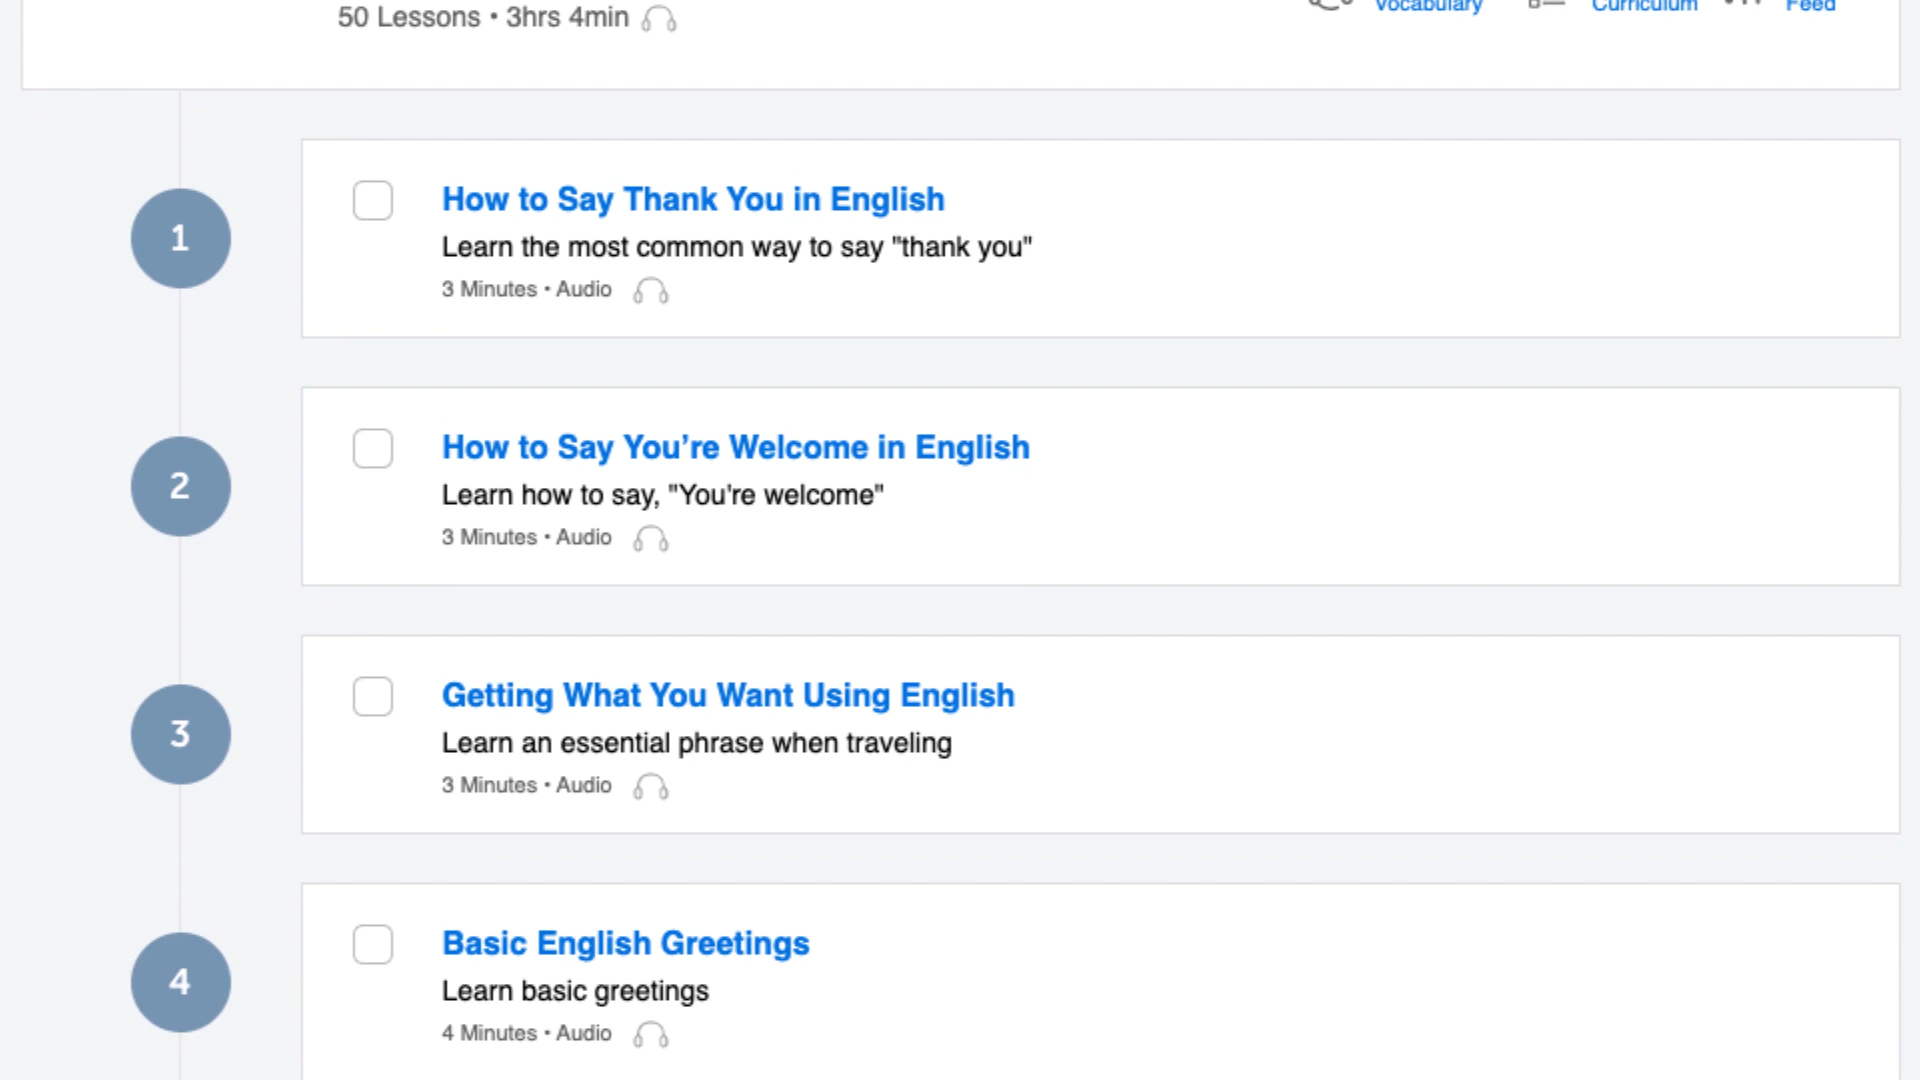 50 Lessons • 3hrs 4min
Vocabulary
Curriculum
Feed
1
How to Say Thank You in English
Learn the most common way to say "thank you"
3 Minutes • Audio
2
How to Say You’re Welcome in English
Learn how to say, "You're welcome"
3 Minutes • Audio
3
Getting What You Want Using English
Learn an essential phrase when traveling
3 Minutes • Audio
4
Basic English Greetings
Learn basic greetings
4 Minutes • Audio